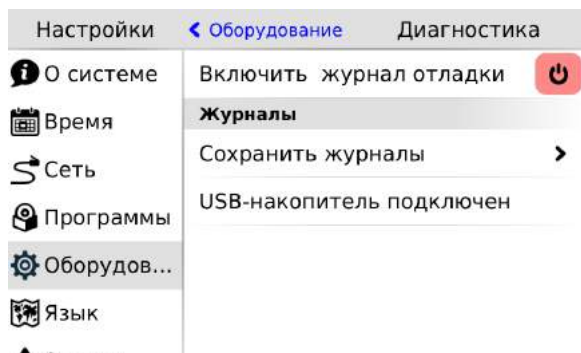 Настройки
Оборудование
Диагностика
О системе
Время
Сеть
Программы
Оборудов...
Язык
Включить журнал отладки
Журналы
Сохранить журналы
USB-накопитель подключен